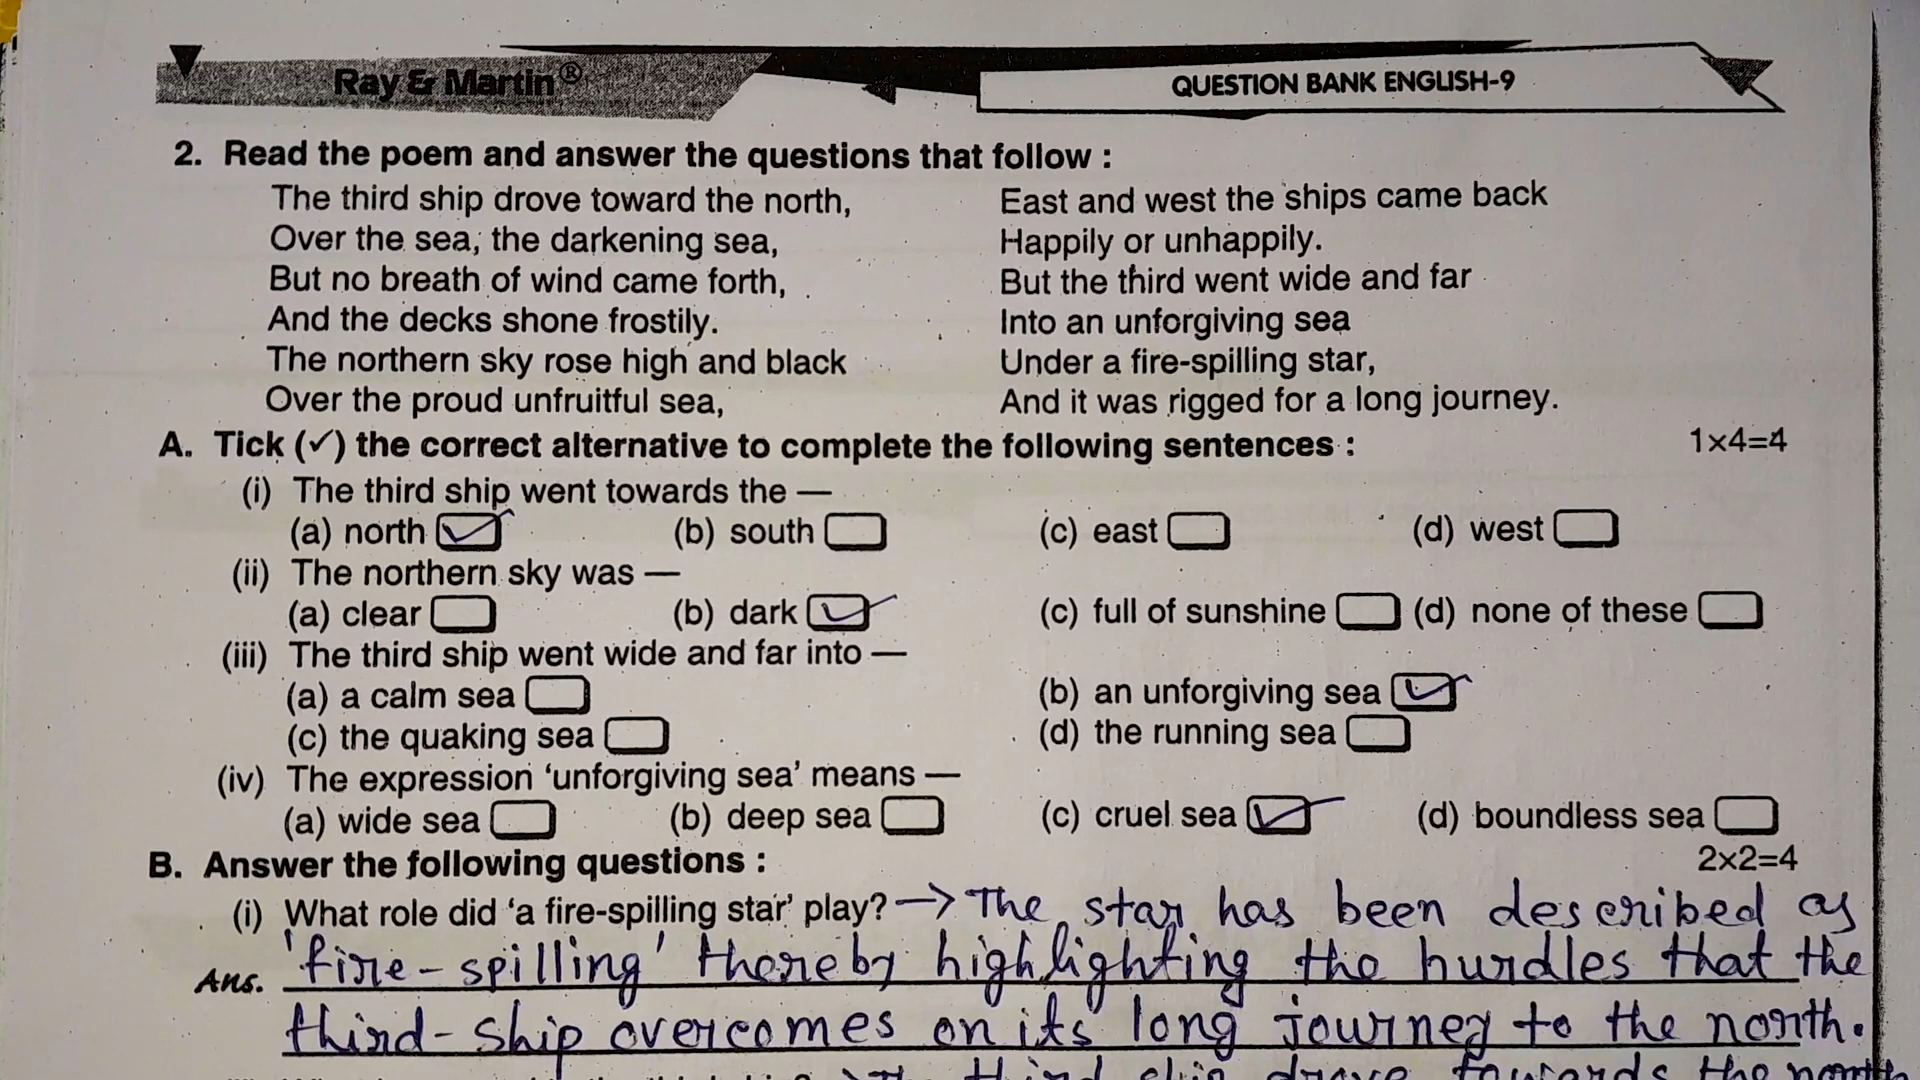 Ray & Martin®
QUESTION BANK ENGLISH-9
2. Read the poem and answer the questions that follow :
The third ship drove toward the north,
Over the sea, the darkening sea,
But no breath of wind came forth,
And the decks shone frostily.
The northern sky rose high and black
Over the proud unfruitful sea,
East and west the ships came back
Happily or unhappily.
But the third went wide and far
Into an unforgiving sea
Under a fire-spilling star,
And it was rigged for a long journey.
A. Tick (✓) the correct alternative to complete the following sentences : 1×4=4
(i) The third ship went towards the —
(a) north ✓ (b) south (c) east (d) west
(ii) The northern sky was —
(a) clear (b) dark ✓ (c) full of sunshine (d) none of these
(iii) The third ship went wide and far into —
(a) a calm sea (b) an unforgiving sea ✓
(c) the quaking sea (d) the running sea
(iv) The expression ‘unforgiving sea’ means —
(a) wide sea (b) deep sea (c) cruel sea ✓ (d) boundless sea
B. Answer the following questions : 2×2=4
(i) What role did ‘a fire-spilling star’ play? → The star has been described as
Ans. 'fire-spilling' thereby highlighting the hurdles that the
third-ship overcomes on its long journey to the north.
third ship drove towards the north